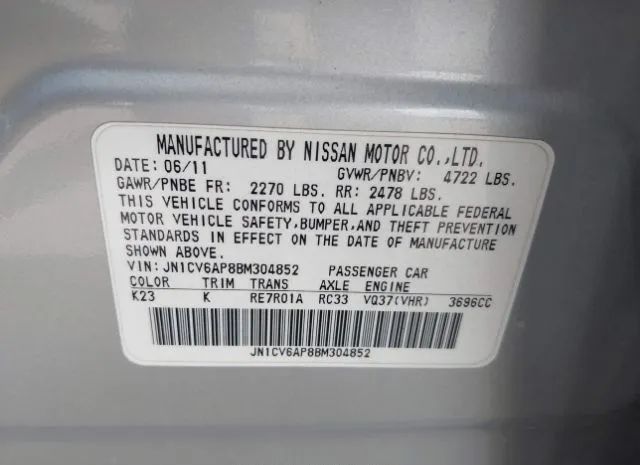 MANUFACTURED BY NISSAN MOTOR CO.,LTD.
DATE: 06/11 GVWR/PNBV: 4722 LBS.
GAWR/PNBE FR: 2270 LBS. RR: 2478 LBS.
THIS VEHICLE CONFORMS TO ALL APPLICABLE FEDERAL
MOTOR VEHICLE SAFETY,BUMPER,AND THEFT PREVENTION
STANDARDS IN EFFECT ON THE DATE OF MANUFACTURE
SHOWN ABOVE.
VIN: JN1CV6AP8BM304852 PASSENGER CAR
COLOR TRIM TRANS AXLE ENGINE
K23 K RE7R01A RC33 VQ37(VHR) 3696CC
JN1CV6AP8BM304852